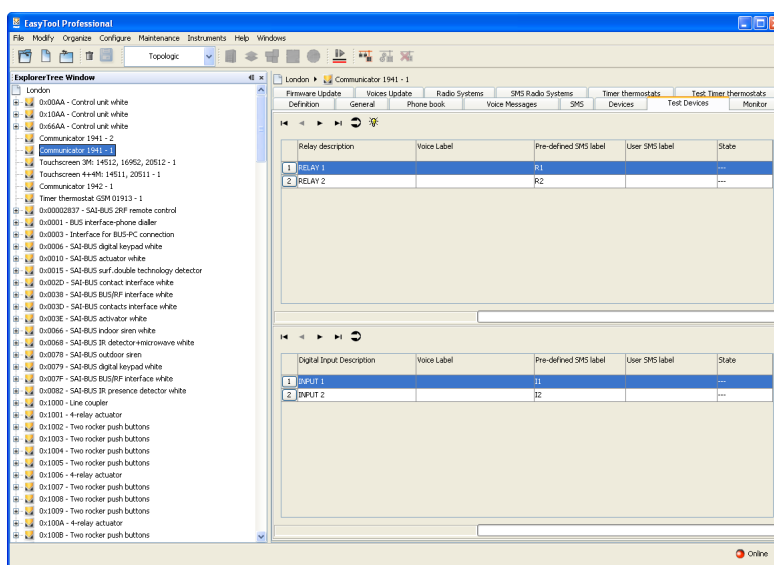 EasyTool Professional
File Modify Organize Configure Maintenance Instruments Help Windows
Topologic
ExplorerTree Window
London
0x00AA - Control unit white
0x10AA - Control unit white
0x66AA - Control unit white
Communicator 1941 - 2
Communicator 1941 - 1
Touchscreen 3M: 14512, 16952, 20512 - 1
Touchscreen 4+4M: 14511, 20511 - 1
Communicator 1942 - 1
Timer thermostat GSM 01913 - 1
0x00002837 - SAI-BUS 2RF remote control
0x0001 - BUS interface-phone dialler
0x0003 - Interface for BUS-PC connection
0x0006 - SAI-BUS digital keypad white
0x0010 - SAI-BUS actuator white
0x0015 - SAI-BUS surf.double technology detector
0x002D - SAI-BUS contact interface white
0x0038 - SAI-BUS BUS/RF interface white
0x003D - SAI-BUS contacts interface white
0x003E - SAI-BUS activator white
0x0066 - SAI-BUS indoor siren white
0x0068 - SAI-BUS IR detector+microwave white
0x0078 - SAI-BUS outdoor siren
0x0079 - SAI-BUS digital keypad white
0x007F - SAI-BUS BUS/RF interface white
0x0082 - SAI-BUS IR presence detector white
0x1000 - Line coupler
0x1001 - 4-relay actuator
0x1002 - Two rocker push buttons
0x1003 - Two rocker push buttons
0x1004 - Two rocker push buttons
0x1005 - Two rocker push buttons
0x1006 - 4-relay actuator
0x1007 - Two rocker push buttons
0x1008 - Two rocker push buttons
0x1009 - Two rocker push buttons
0x100A - 4-relay actuator
0x100B - Two rocker push buttons
London Communicator 1941 - 1
Firmware Update Voices Update Radio Systems SMS Radio Systems Timer thermostats Test Timer thermostats
Definition General Phone book Voice Messages SMS Devices Test Devices Monitor
Relay description Voice Label Pre-defined SMS label User SMS label State
1 RELAY 1 R1 ---
2 RELAY 2 R2 ---
Digital Input Description Voice Label Pre-defined SMS label User SMS label State
1 INPUT 1 I1 ---
2 INPUT 2 I2 ---
Online